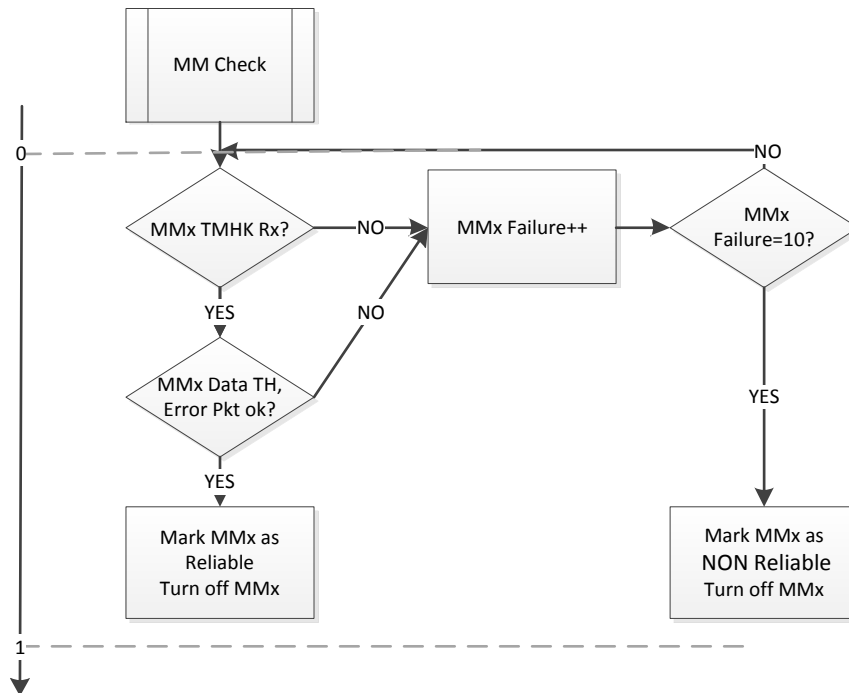 MM Check
0
NO
MMx TMHK Rx?
NO
MMx Failure++
MMx
Failure=10?
YES
NO
MMx Data TH,
Error Pkt ok?
YES
YES
Mark MMx as
Reliable
Turn off MMx
Mark MMx as
NON Reliable
Turn off MMx
1